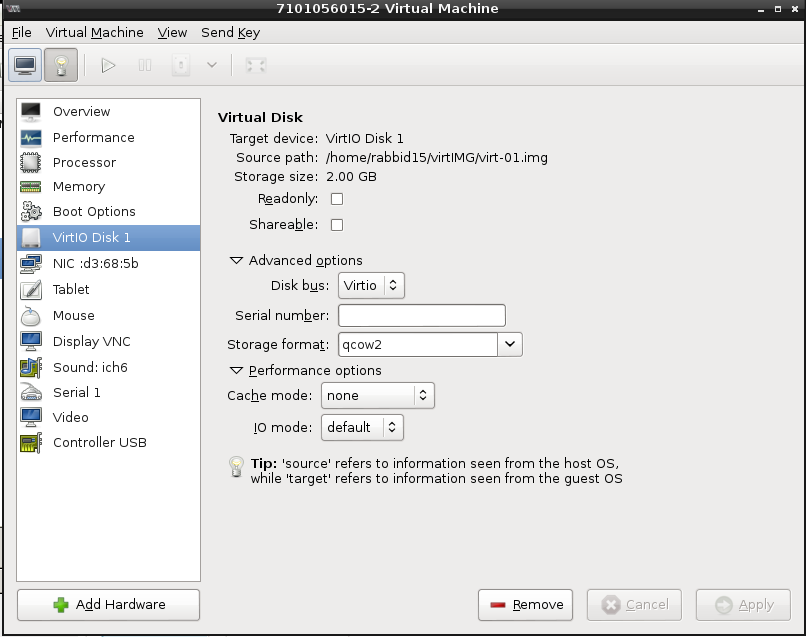 7101056015-2 Virtual Machine
File Virtual Machine View Send Key
Overview
Performance
Processor
Memory
Boot Options
VirtIO Disk 1
NIC :d3:68:5b
Tablet
Mouse
Display VNC
Sound: ich6
Serial 1
Video
Controller USB
Add Hardware
Virtual Disk
Target device: VirtIO Disk 1
Source path: /home/rabbid15/virtIMG/virt-01.img
Storage size: 2.00 GB
Readonly:
Shareable:
Advanced options
Disk bus: Virtio
Serial number:
Storage format: qcow2
Performance options
Cache mode: none
IO mode: default
Tip: 'source' refers to information seen from the host OS,
while 'target' refers to information seen from the guest OS
Remove Cancel Apply